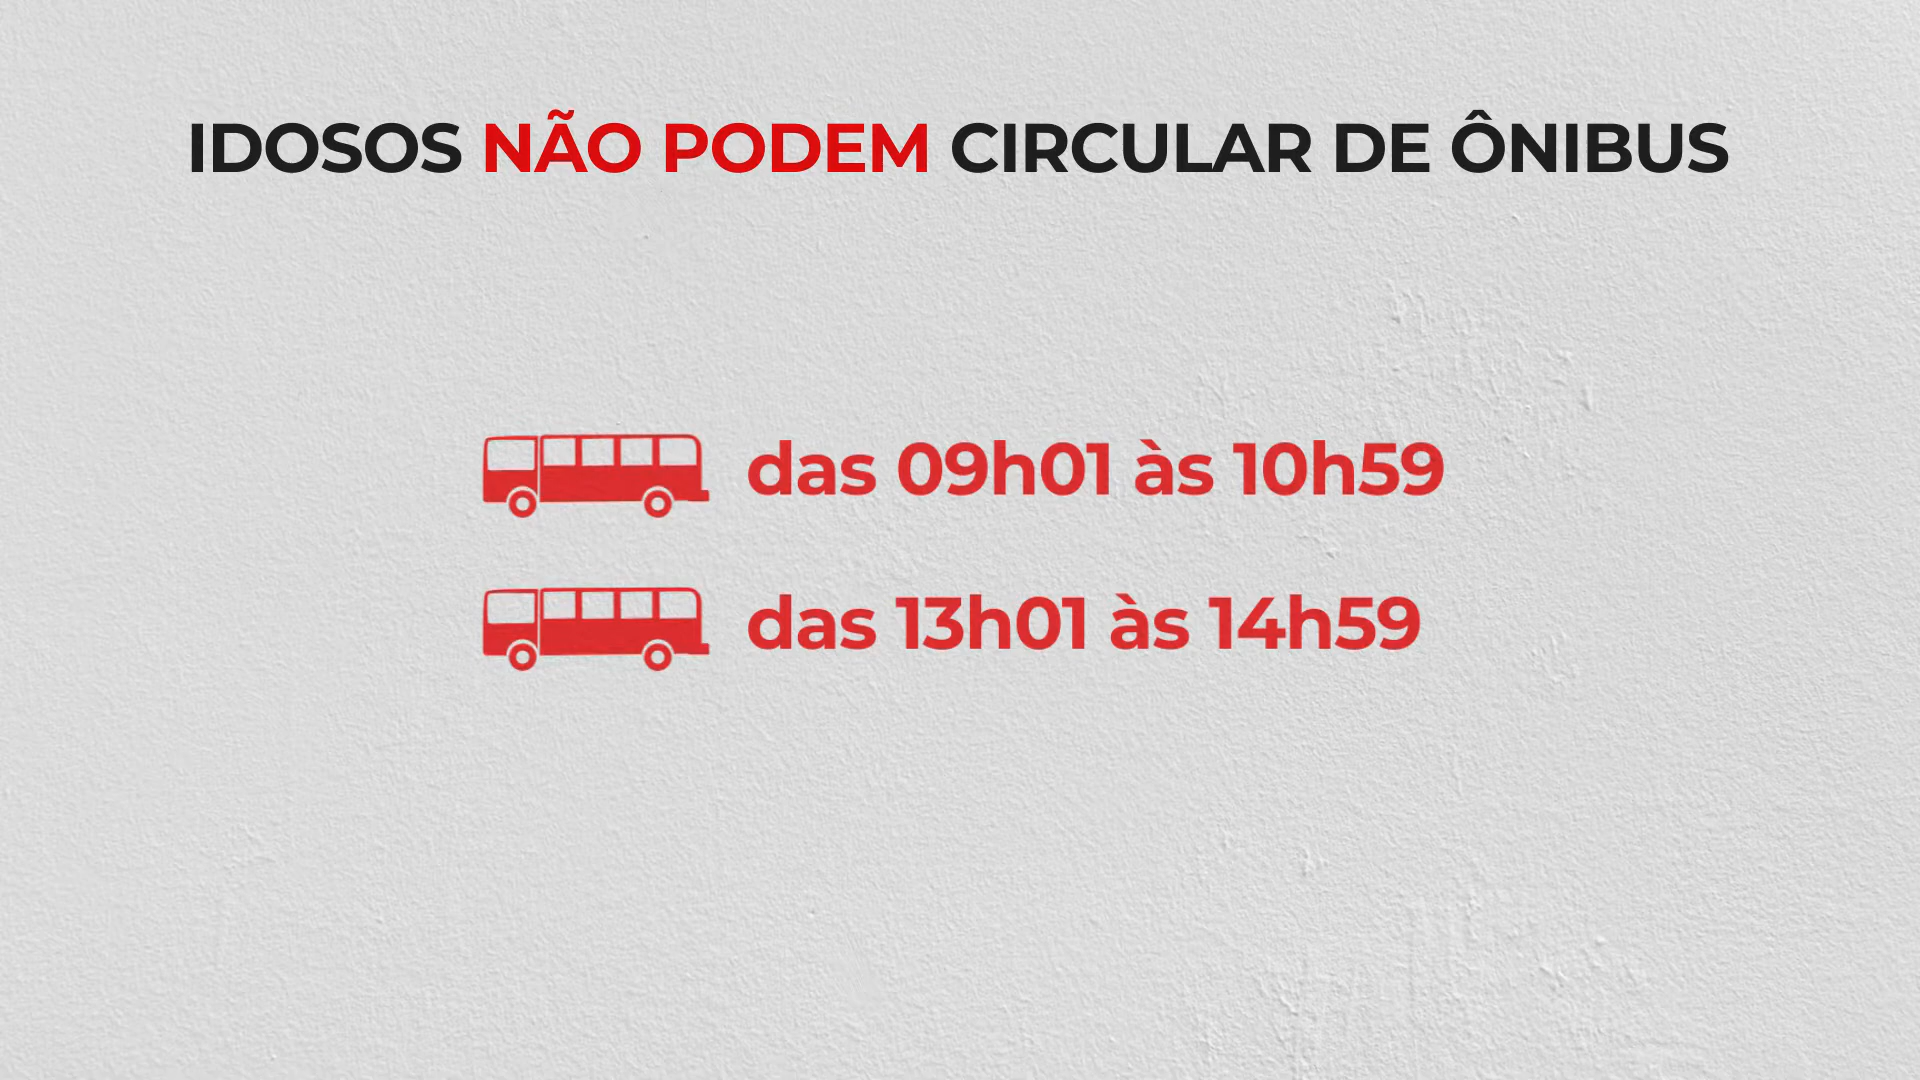 IDOSOS NÃO PODEM CIRCULAR DE ÔNIBUS
das 09h01 às 10h59
das 13h01 às 14h59